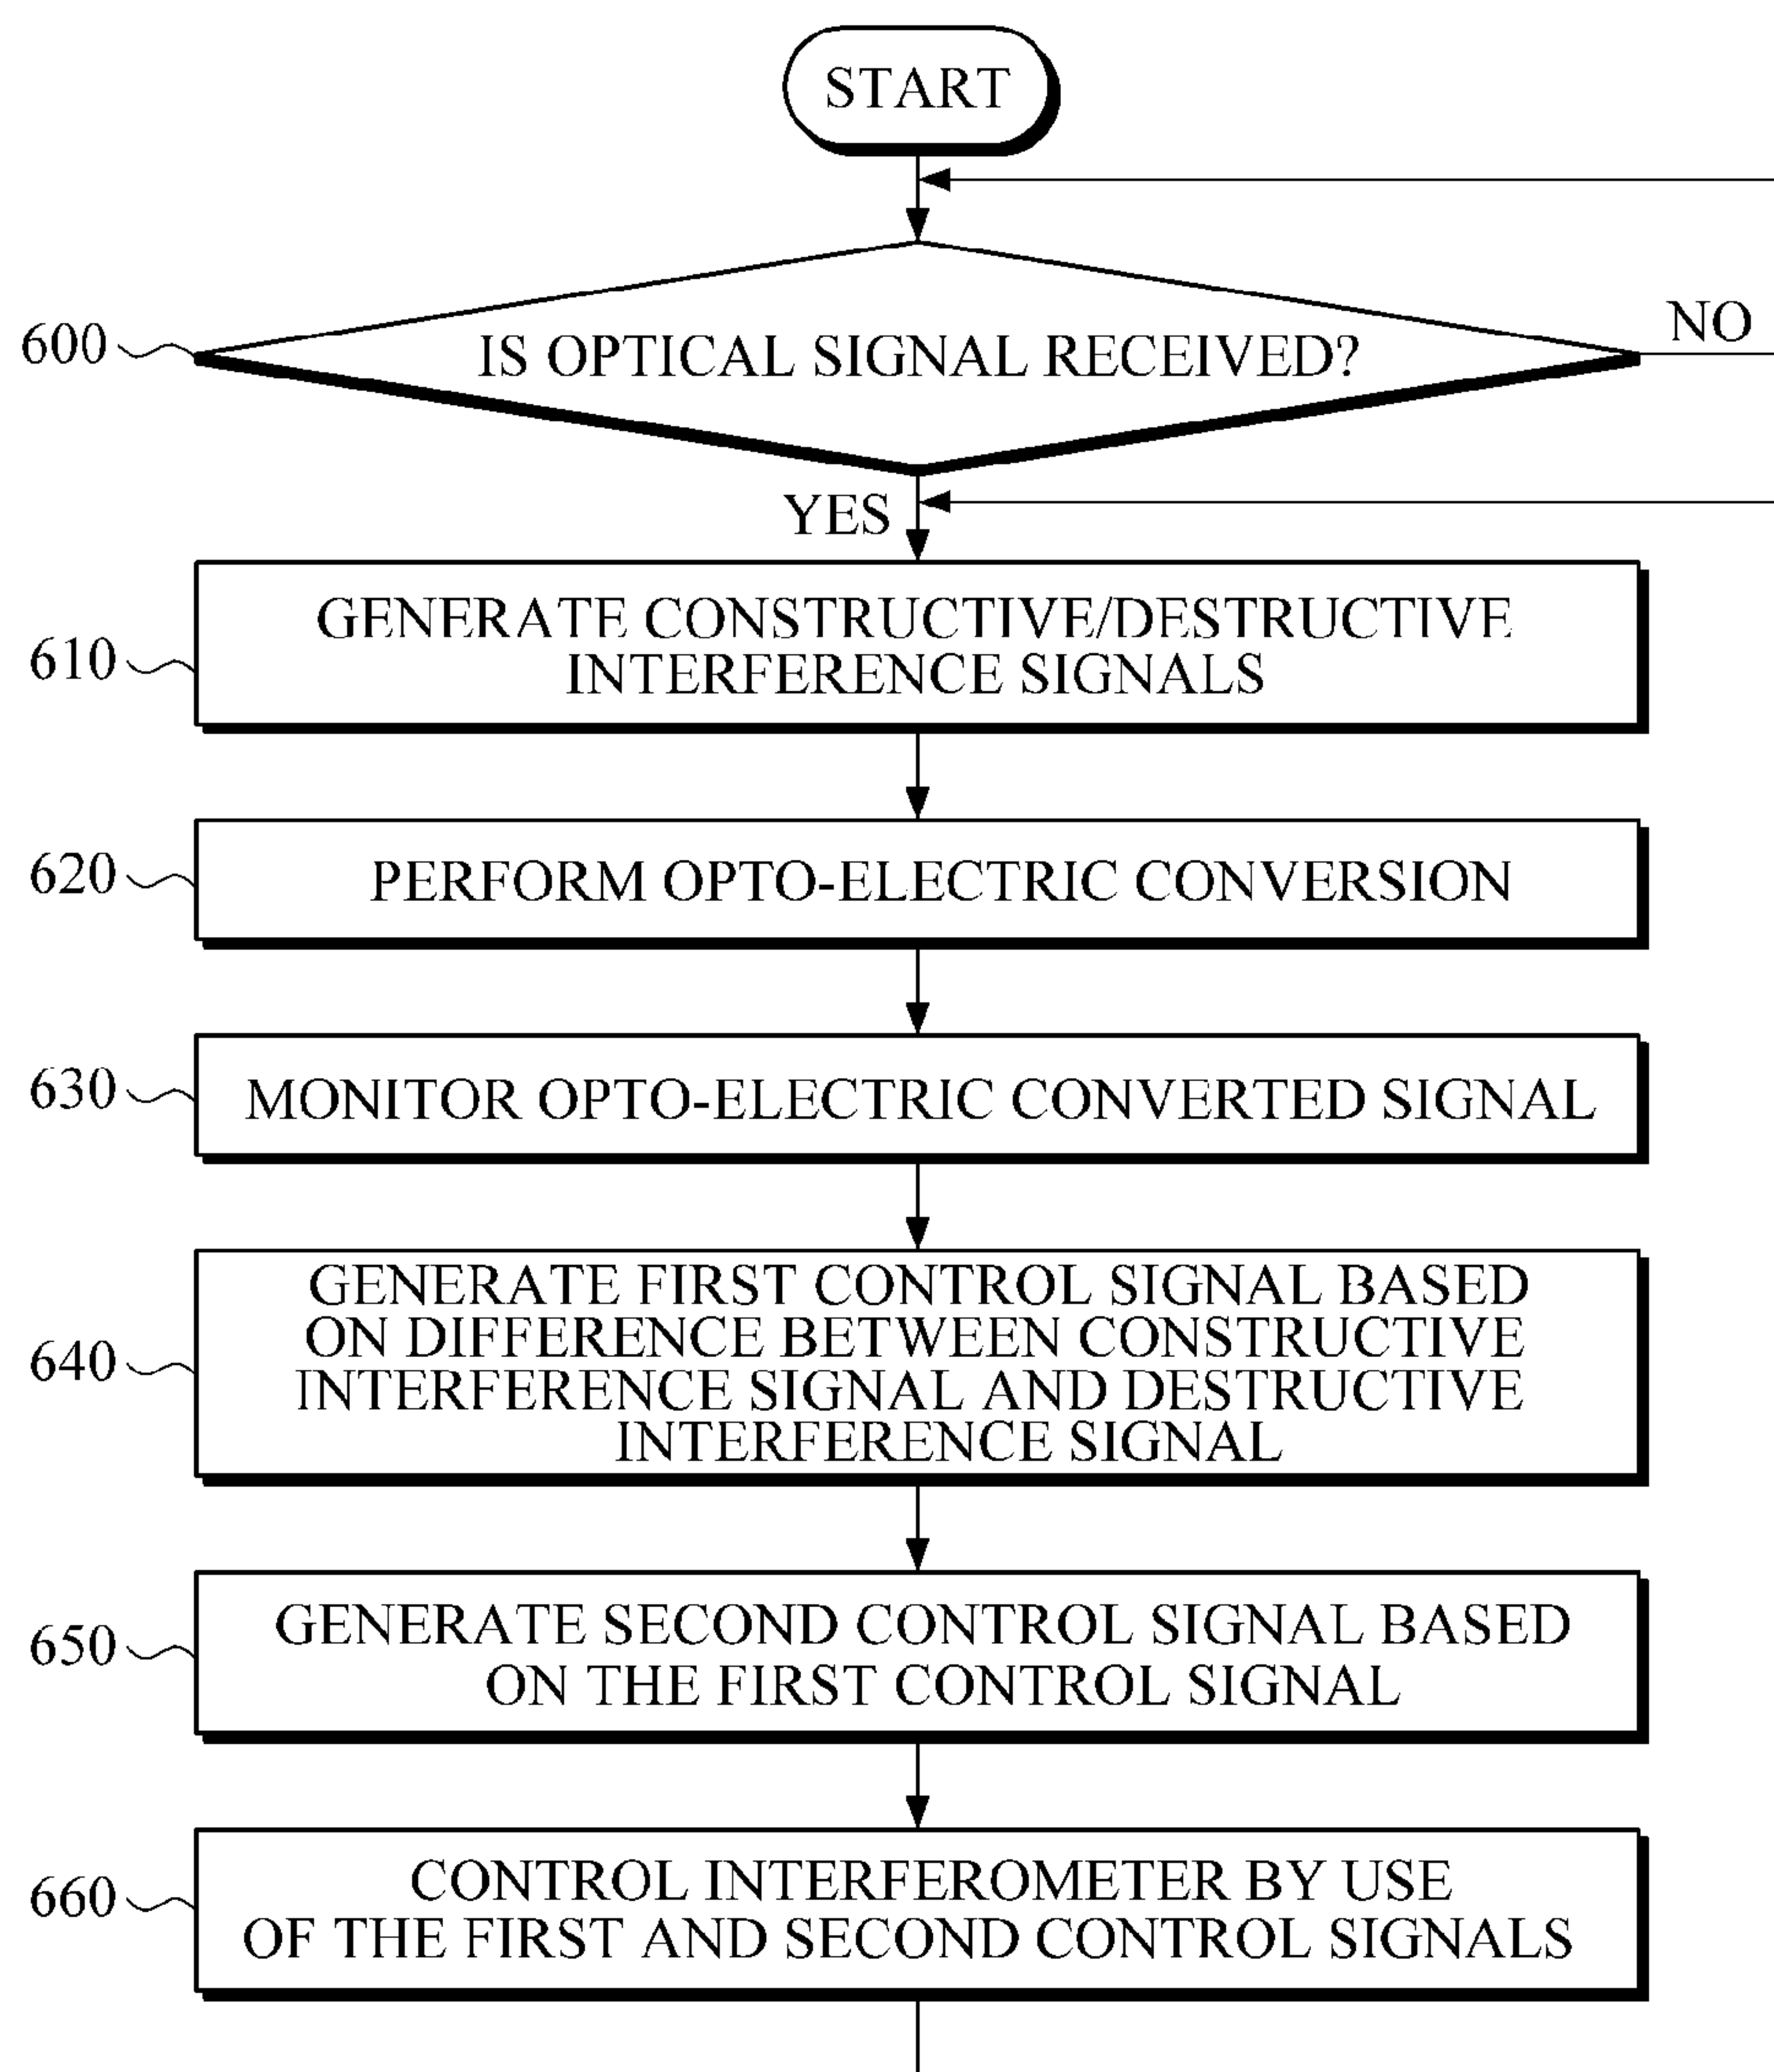 START
600
IS OPTICAL SIGNAL RECEIVED?
NO
YES
610
GENERATE CONSTRUCTIVE/DESTRUCTIVE
INTERFERENCE SIGNALS
620
PERFORM OPTO-ELECTRIC CONVERSION
630
MONITOR OPTO-ELECTRIC CONVERTED SIGNAL
640
GENERATE FIRST CONTROL SIGNAL BASED
ON DIFFERENCE BETWEEN CONSTRUCTIVE
INTERFERENCE SIGNAL AND DESTRUCTIVE
INTERFERENCE SIGNAL
650
GENERATE SECOND CONTROL SIGNAL BASED
ON THE FIRST CONTROL SIGNAL
660
CONTROL INTERFEROMETER BY USE
OF THE FIRST AND SECOND CONTROL SIGNALS